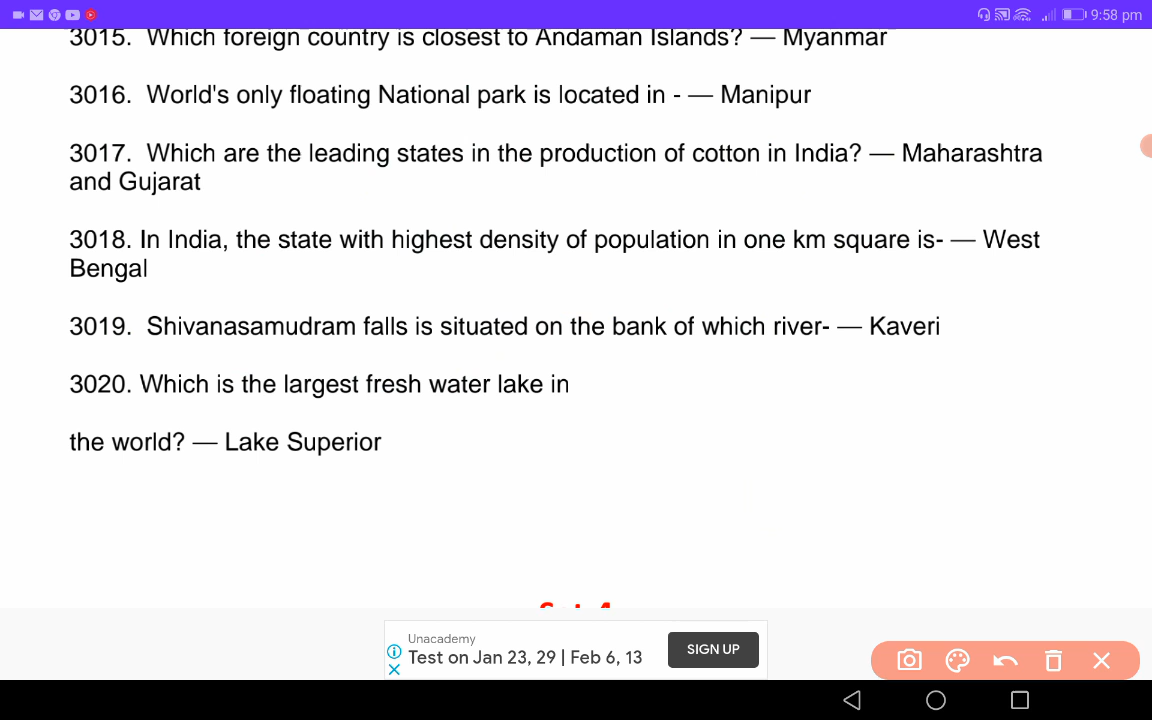 9:58 pm
3015. Which foreign country is closest to Andaman Islands? — Myanmar
3016. World's only floating National park is located in - — Manipur
3017. Which are the leading states in the production of cotton in India? — Maharashtra
and Gujarat
3018. In India, the state with highest density of population in one km square is- — West
Bengal
3019. Shivanasamudram falls is situated on the bank of which river- — Kaveri
3020. Which is the largest fresh water lake in
the world? — Lake Superior
Unacademy
Test on Jan 23, 29 | Feb 6, 13
SIGN UP